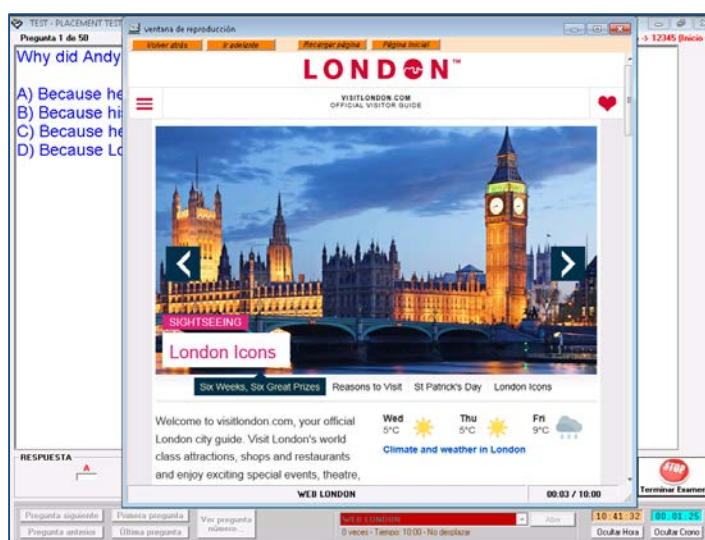 TEST - PLACEMENT TEST
Pregunta 1 de 50
-> 12345 (Inicio
Why did Andy
A) Because he
B) Because hi
C) Because he
D) Because Lo
ventana de reproducción
Volver atrás Ir adelante Recargar página Página inicial
LONDON™
VISITLONDON.COM
OFFICIAL VISITOR GUIDE
SIGHTSEEING
London Icons
Six Weeks, Six Great Prizes Reasons to Visit St Patrick's Day London Icons
Welcome to visitlondon.com, your official
London city guide. Visit London's world
class attractions, shops and restaurants
and enjoy exciting special events, theatre,
Wed Thu Fri
5°C 5°C 9°C
Climate and weather in London
WEB LONDON 00:03 / 10:00
RESPUESTA
A
STOP
Terminar Examen
Pregunta siguiente Primera pregunta Ver pregunta número...
Pregunta anterior Última pregunta
WEB LONDON Abrir
0 veces - Tiempo: 10:00 - No desplazar
10:41:32 00:01:25
Ocultar Hora Ocultar Crono